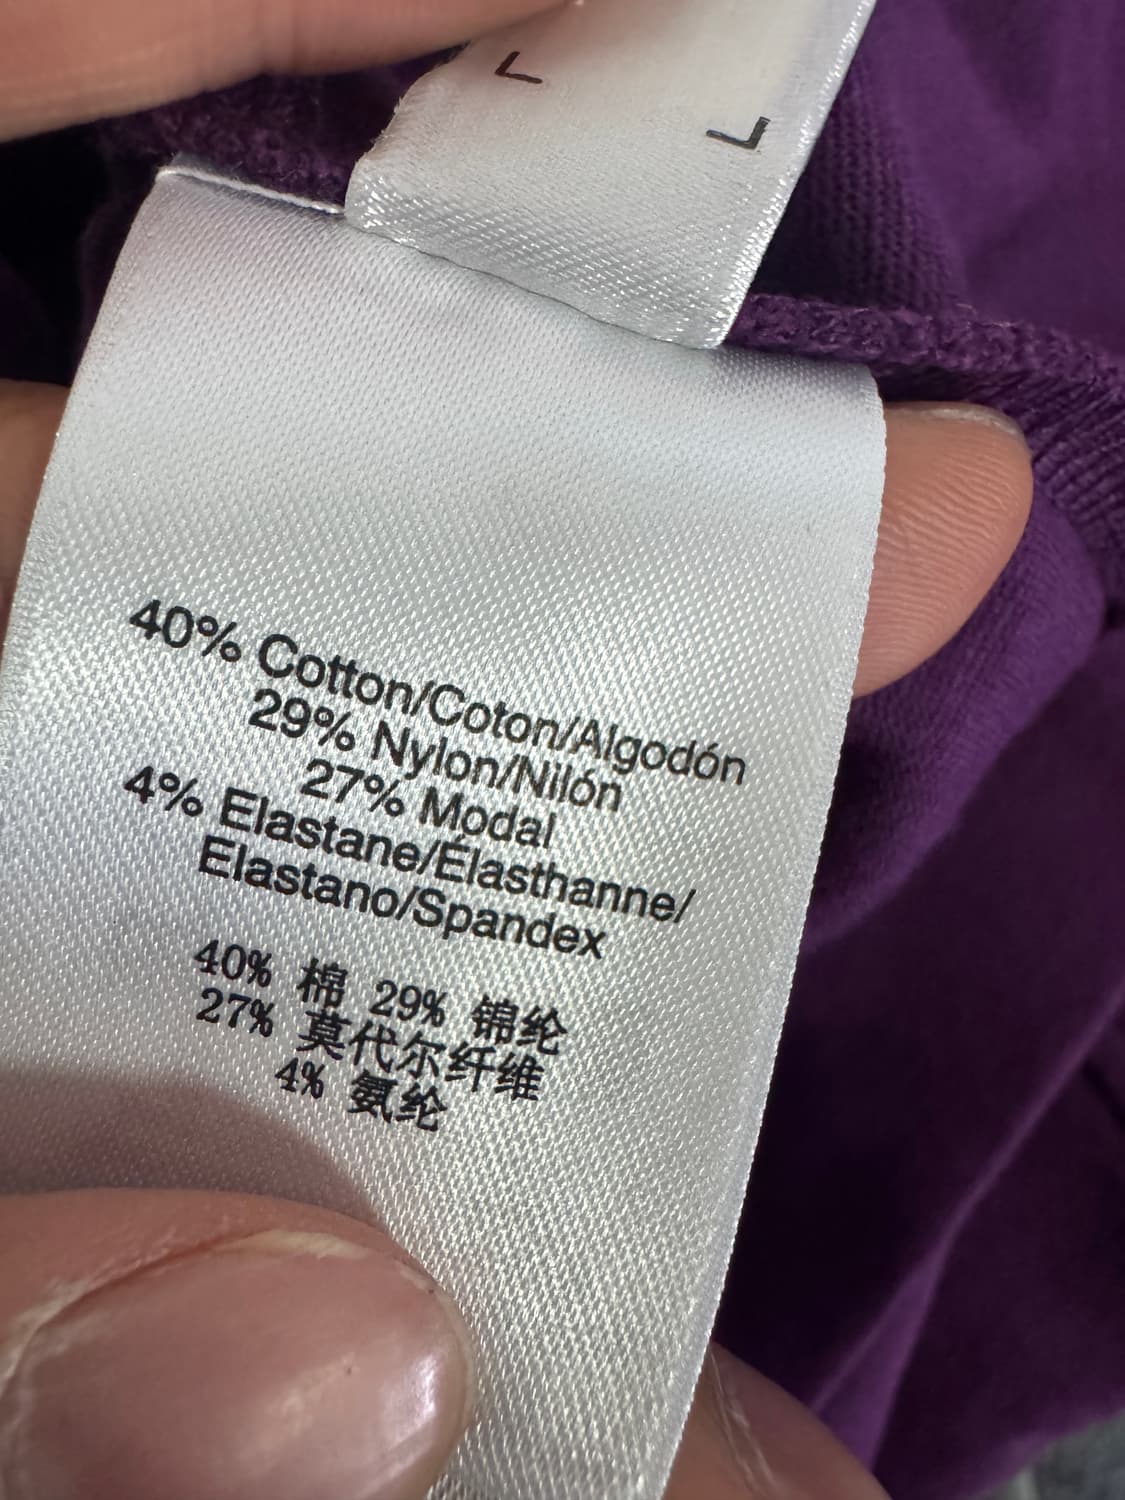 L
L
40% Cotton/Coton/Algodón
29% Nylon/Nilón
27% Modal
4% Elastane/Élasthanne/
Elastano/Spandex
40% 棉 29% 锦纶
27% 莫代尔纤维
4% 氨纶